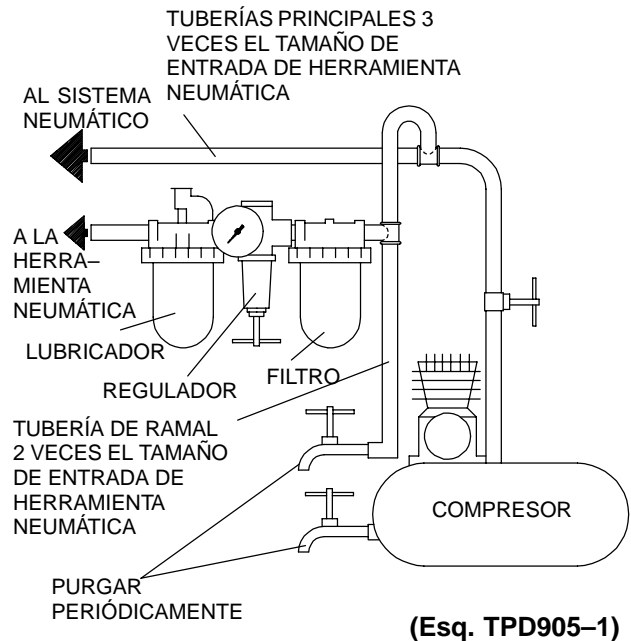 TUBERÍAS PRINCIPALES 3
VECES EL TAMAÑO DE
ENTRADA DE HERRAMIENTA
NEUMÁTICA
AL SISTEMA
NEUMÁTICO
A LA
HERRA–
MIENTA
NEUMÁTICA
LUBRICADOR
REGULADOR
FILTRO
TUBERÍA DE RAMAL
2 VECES EL TAMAÑO
DE ENTRADA DE
HERRAMIENTA
NEUMÁTICA
COMPRESOR
PURGAR
PERIÓDICAMENTE
(Esq. TPD905–1)